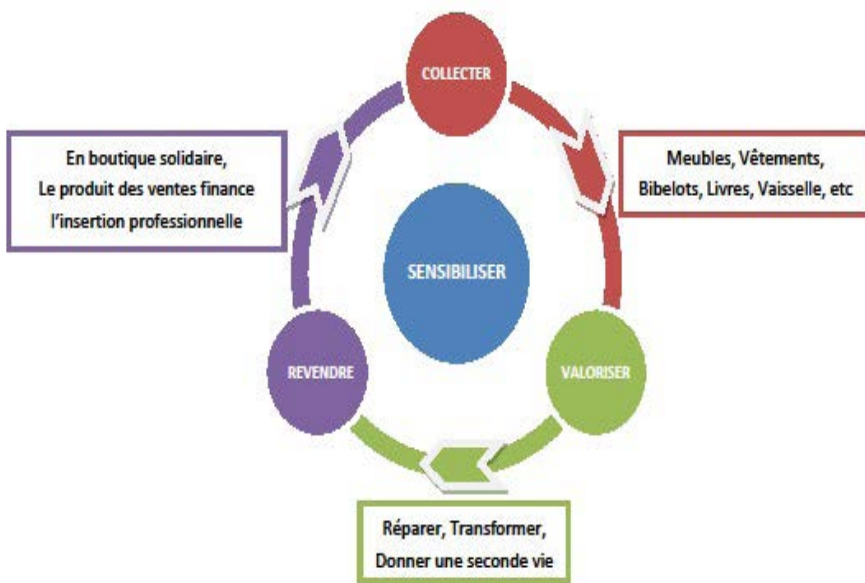 COLLECTER
En boutique solidaire,
Le produit des ventes finance
l'insertion professionnelle
Meubles, Vêtements,
Bibelots, Livres, Vaisselle, etc
SENSIBILISER
REVENDRE
VALORISER
Réparer, Transformer,
Donner une seconde vie